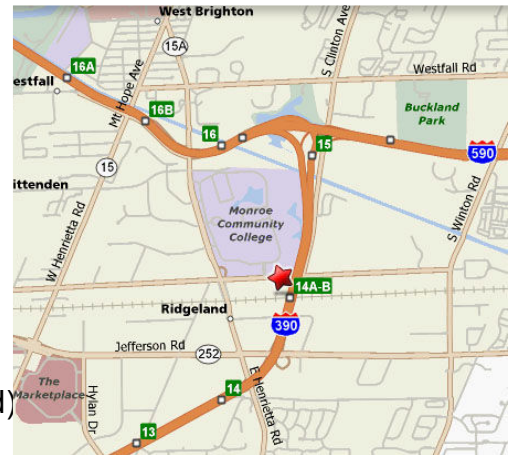 West Brighton
15A
S Clinton Ave
16A
estfall
Mt Hope Ave
Westfall Rd
16B
Buckland
Park
16
15
590
15
ittenden
W Henrietta Rd
Monroe
Community
College
S Winton Rd
14A-B
Ridgeland
390
Jefferson Rd
252
The
Marketplace
d)
Hylan Dr
14
E Henrietta Rd
13